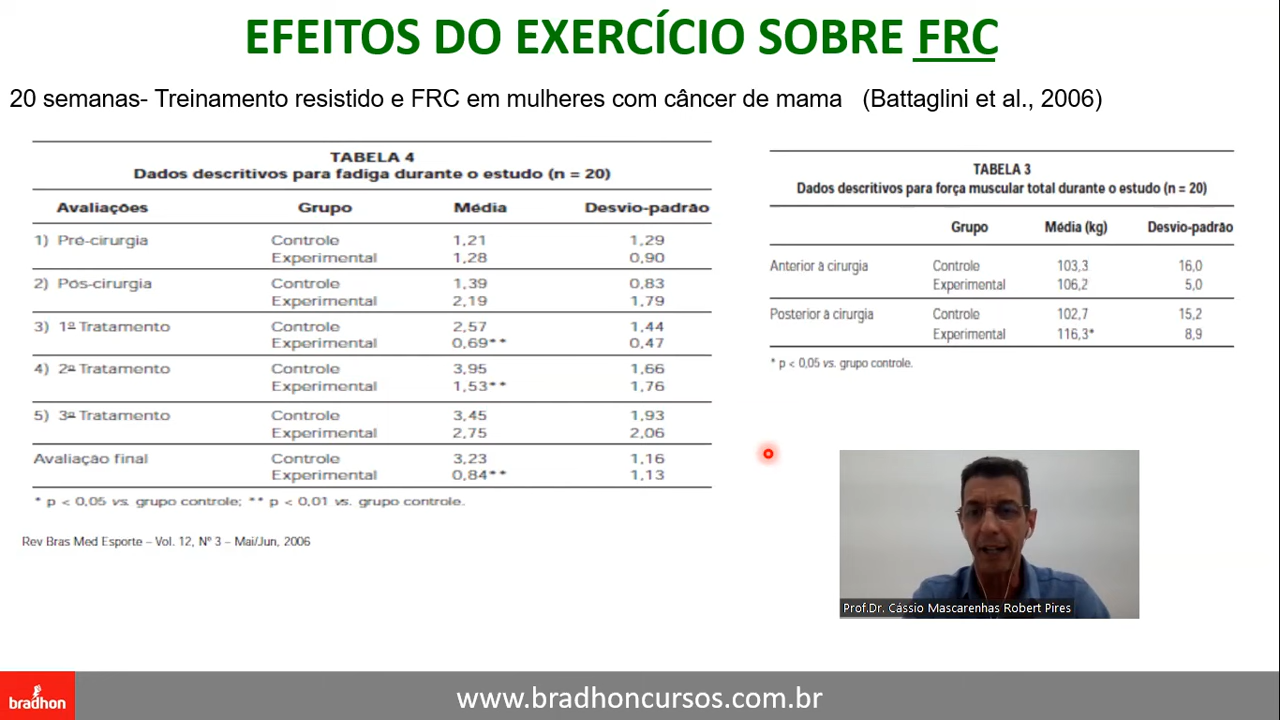 EFEITOS DO EXERCÍCIO SOBRE FRC
20 semanas- Treinamento resistido e FRC em mulheres com câncer de mama (Battaglini et al., 2006)
TABELA 4
Dados descritivos para fadiga durante o estudo (n = 20)
Avaliações Grupo Média Desvio-padrão
1) Pré-cirurgia Controle 1,21 1,29
Experimental 1,28 0,90
2) Pós-cirurgia Controle 1,39 0,83
Experimental 2,19 1,79
3) 1º Tratamento Controle 2,57 1,44
Experimental 0,69** 0,47
4) 2º Tratamento Controle 3,95 1,66
Experimental 1,53** 1,76
5) 3º Tratamento Controle 3,45 1,93
Experimental 2,75 2,06
Avaliação final Controle 3,23 1,16
Experimental 0,84** 1,13
* p < 0,05 vs. grupo controle; ** p < 0,01 vs. grupo controle.
Rev Bras Med Esporte – Vol. 12, Nº 3 – Mai/Jun, 2006
TABELA 3
Dados descritivos para força muscular total durante o estudo (n = 20)
Grupo Média (kg) Desvio-padrão
Anterior à cirurgia Controle 103,3 16,0
Experimental 106,2 5,0
Posterior à cirurgia Controle 102,7 15,2
Experimental 116,3* 8,9
* p < 0,05 vs. grupo controle.
Prof.Dr. Cássio Mascarenhas Robert Pires
bradhon
www.bradhoncursos.com.br